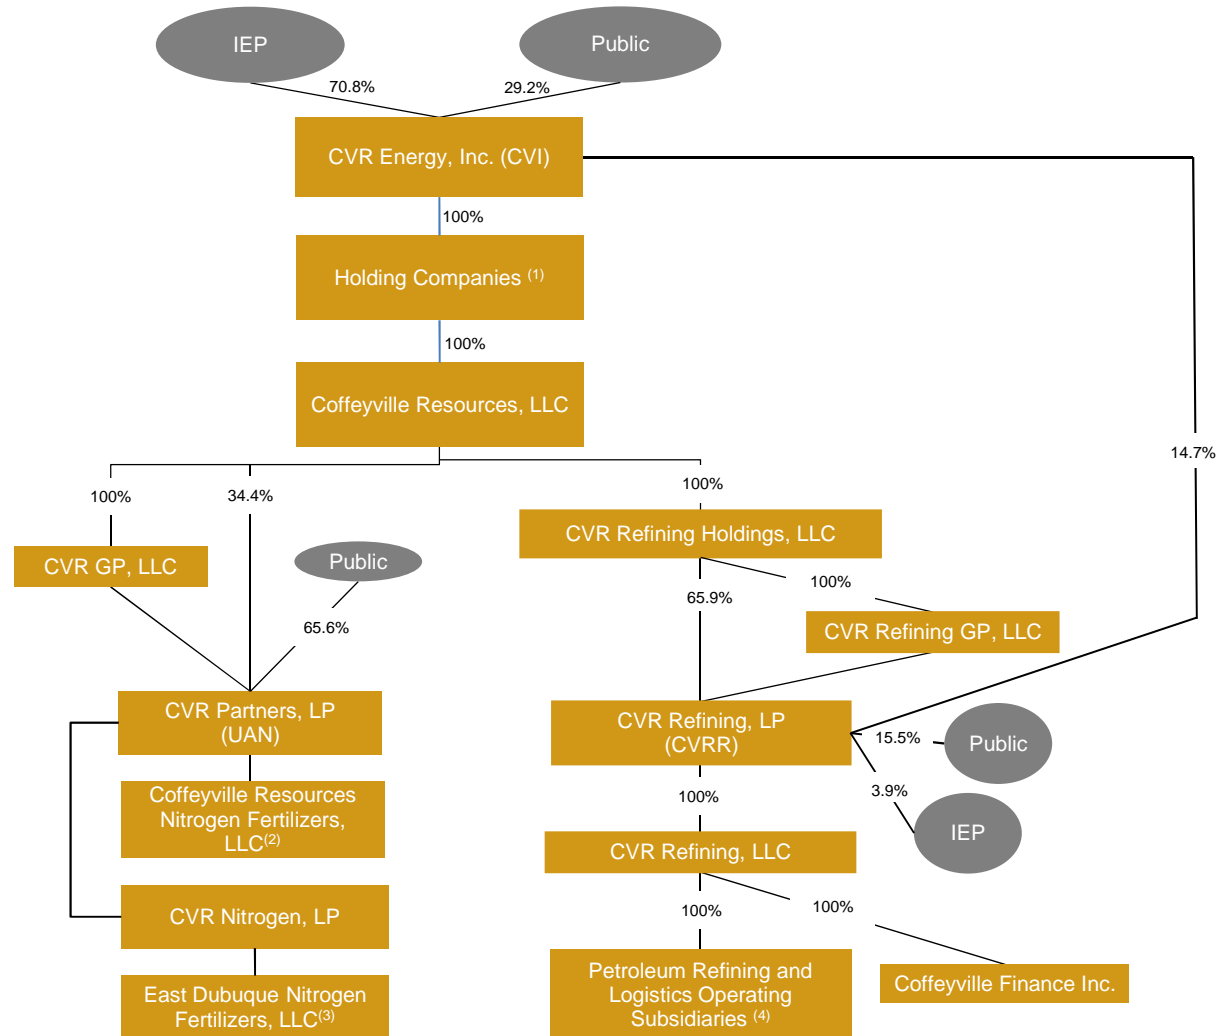 IEP
Public
70.8%
29.2%
CVR Energy, Inc. (CVI)
100%
Holding Companies (1)
100%
Coffeyville Resources, LLC
14.7%
100%
34.4%
100%
CVR Refining Holdings, LLC
CVR GP, LLC
Public
100%
65.9%
65.6%
CVR Refining GP, LLC
CVR Partners, LP
(UAN)
CVR Refining, LP
(CVRR)
15.5%
Public
3.9%
Coffeyville Resources
Nitrogen Fertilizers,
LLC(2)
100%
IEP
CVR Refining, LLC
CVR Nitrogen, LP
100%
100%
East Dubuque Nitrogen
Fertilizers, LLC(3)
Petroleum Refining and
Logistics Operating
Subsidiaries (4)
Coffeyville Finance Inc.